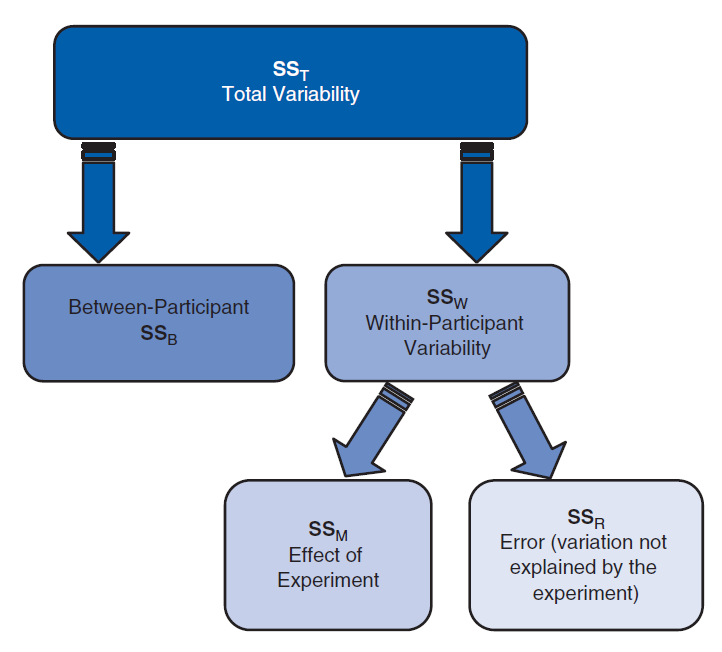 SS_T
Total Variability
Between-Participant
SS_B
SS_W
Within-Participant
Variability
SS_M
Effect of
Experiment
SS_R
Error (variation not
explained by the
experiment)